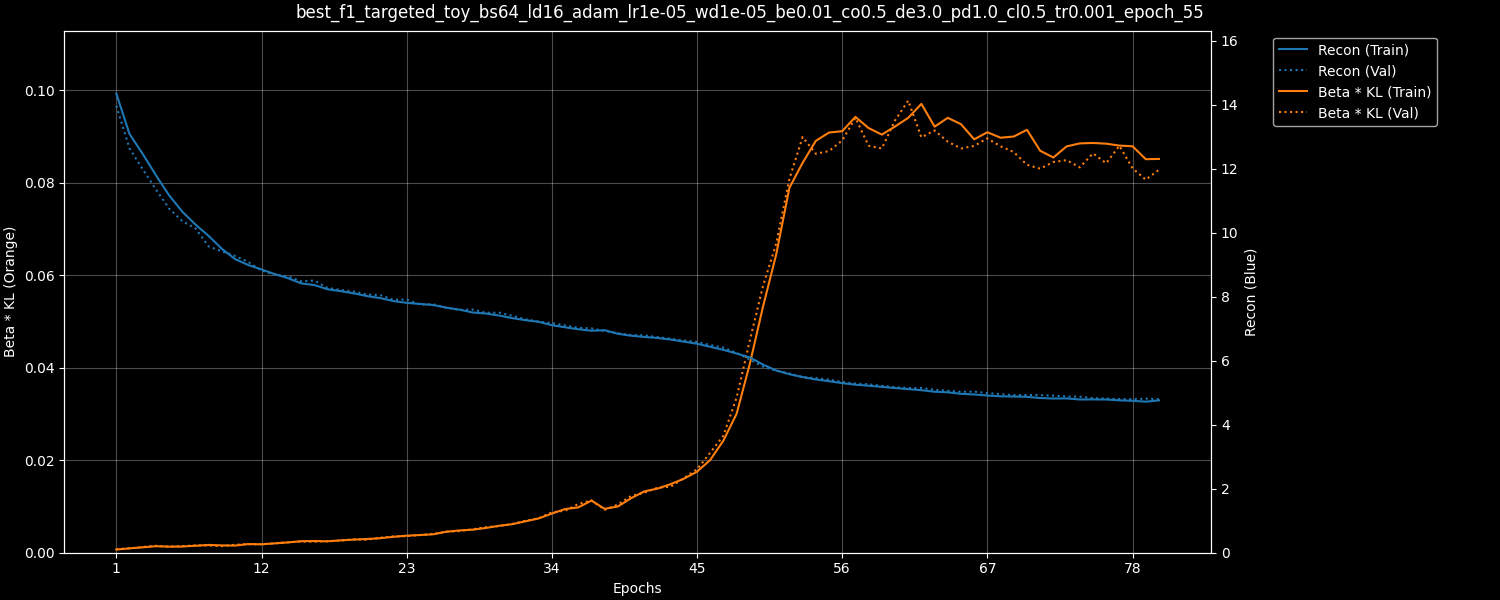 best_f1_targeted_toy_bs64_ld16_adam_lr1e-05_wd1e-05_be0.01_co0.5_de3.0_pd1.0_cl0.5_tr0.001_epoch_55
Beta * KL (Orange)
0.10
0.08
0.06
0.04
0.02
0.00
1 12 23 34 45 56 67 78
Epochs
16
14
12
10
8
6
4
2
0
Recon (Blue)
Recon (Train)
Recon (Val)
Beta * KL (Train)
Beta * KL (Val)